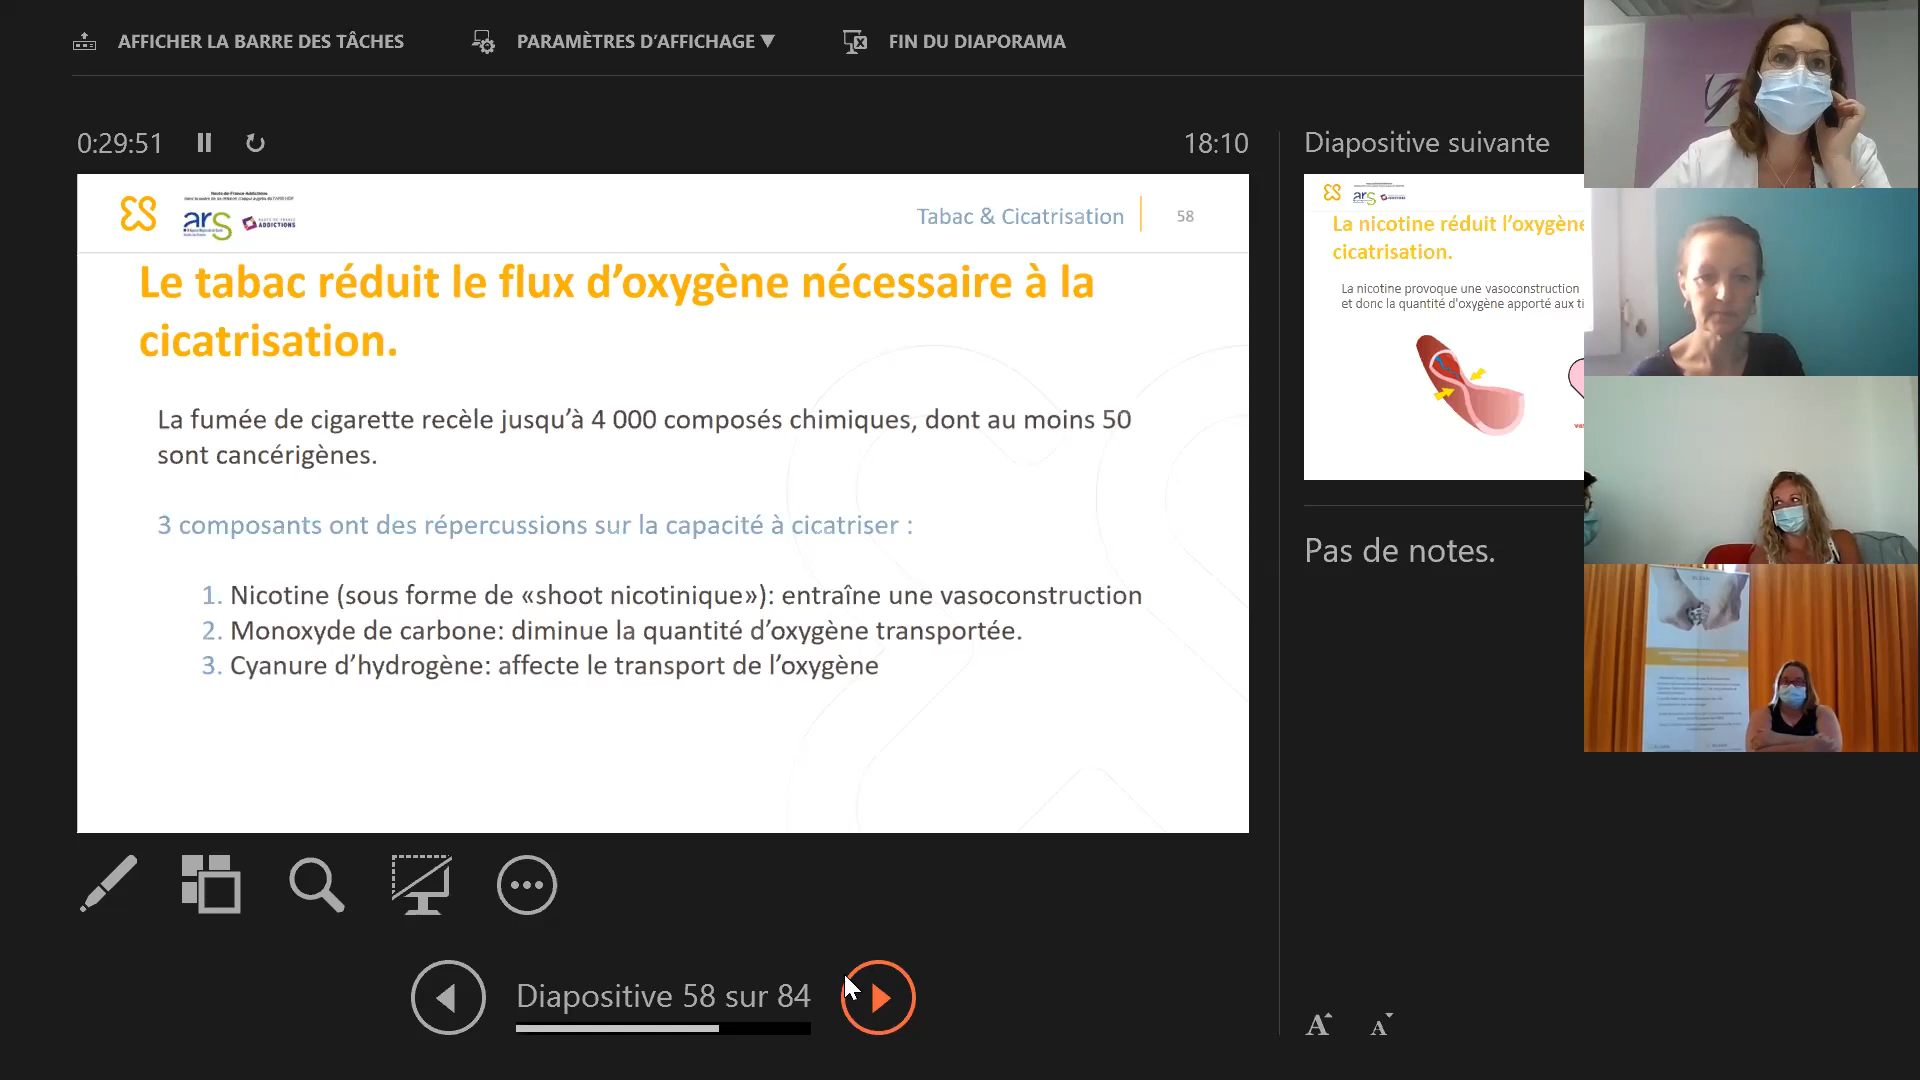 AFFICHER LA BARRE DES TÂCHES
PARAMÈTRES D'AFFICHAGE ▼
FIN DU DIAPORAMA
0:29:51
18:10
Diapositive suivante
Hauts-de-France Addictions
ars
ADDICTIONS
Tabac & Cicatrisation
58
Le tabac réduit le flux d’oxygène nécessaire à la
cicatrisation.
La fumée de cigarette recèle jusqu’à 4 000 composés chimiques, dont au moins 50
sont cancérigènes.
3 composants ont des répercussions sur la capacité à cicatriser :
1. Nicotine (sous forme de «shoot nicotinique»): entraîne une vasoconstruction
2. Monoxyde de carbone: diminue la quantité d’oxygène transportée.
3. Cyanure d’hydrogène: affecte le transport de l’oxygène
ars
La nicotine réduit l’oxygène
cicatrisation.
La nicotine provoque une vasoconstruction
et donc la quantité d'oxygène apporté aux ti
Pas de notes.
Diapositive 58 sur 84
A
A